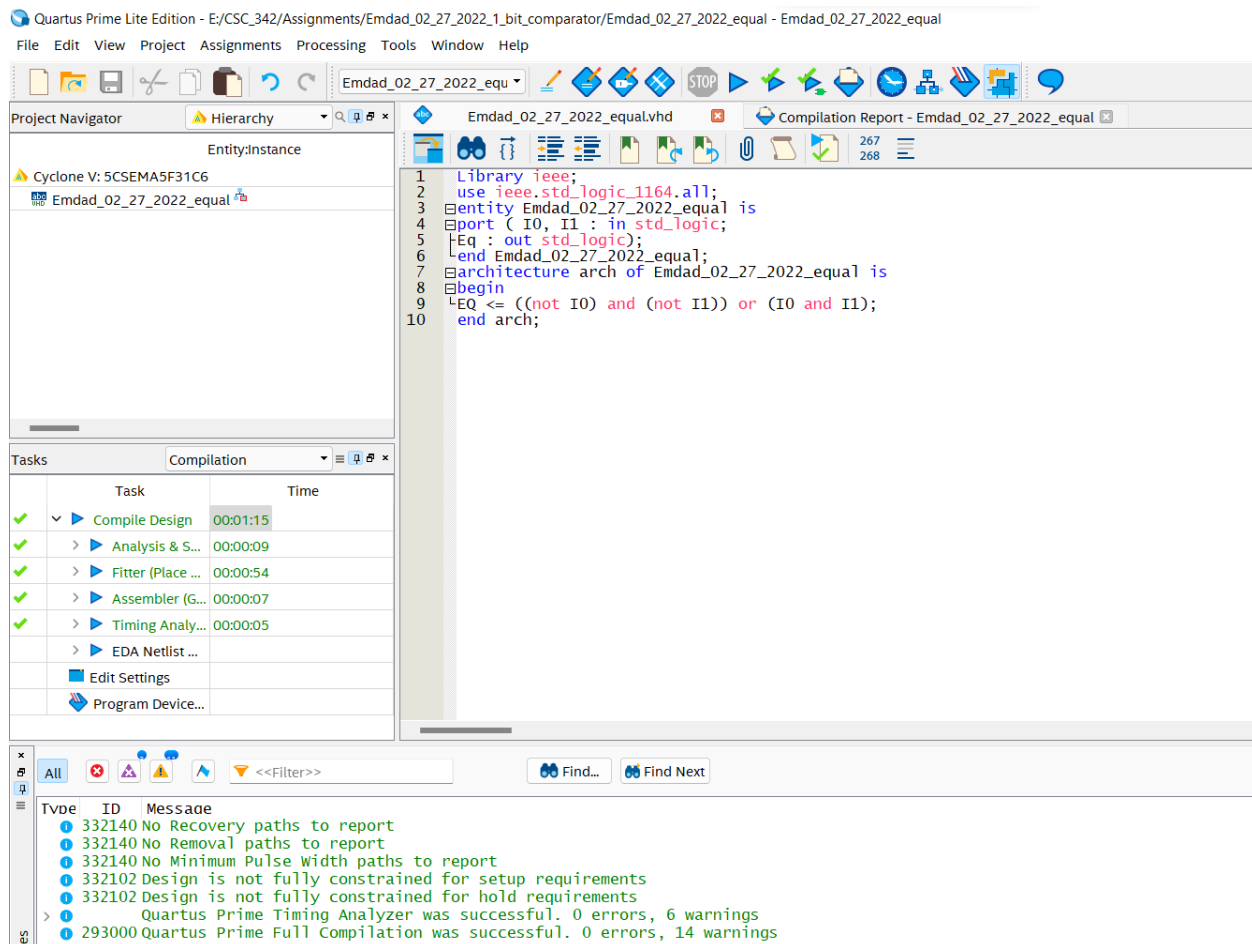 Quartus Prime Lite Edition - E:/CSC_342/Assignments/Emdad_02_27_2022_1_bit_comparator/Emdad_02_27_2022_equal - Emdad_02_27_2022_equal
File Edit View Project Assignments Processing Tools Window Help
Emdad_02_27_2022_equ
STOP
Project Navigator
Hierarchy
Entity:Instance
Cyclone V: 5CSEMA5F31C6
Emdad_02_27_2022_equal
Tasks
Compilation
Task Time
Compile Design 00:01:15
Analysis & S... 00:00:09
Fitter (Place ... 00:00:54
Assembler (G... 00:00:07
Timing Analy... 00:00:05
EDA Netlist ...
Edit Settings
Program Device...
Emdad_02_27_2022_equal.vhd
Compilation Report - Emdad_02_27_2022_equal
267
268
1 Library ieee;
2 use ieee.std_logic_1164.all;
3 entity Emdad_02_27_2022_equal is
4 port ( I0, I1 : in std_logic;
5 Eq : out std_logic);
6 end Emdad_02_27_2022_equal;
7 architecture arch of Emdad_02_27_2022_equal is
8 begin
9 EQ <= ((not I0) and (not I1)) or (I0 and I1);
10 end arch;
All
<<Filter>>
Find...
Find Next
Type ID Message
332140 No Recovery paths to report
332140 No Removal paths to report
332140 No Minimum Pulse Width paths to report
332102 Design is not fully constrained for setup requirements
332102 Design is not fully constrained for hold requirements
Quartus Prime Timing Analyzer was successful. 0 errors, 6 warnings
293000 Quartus Prime Full Compilation was successful. 0 errors, 14 warnings